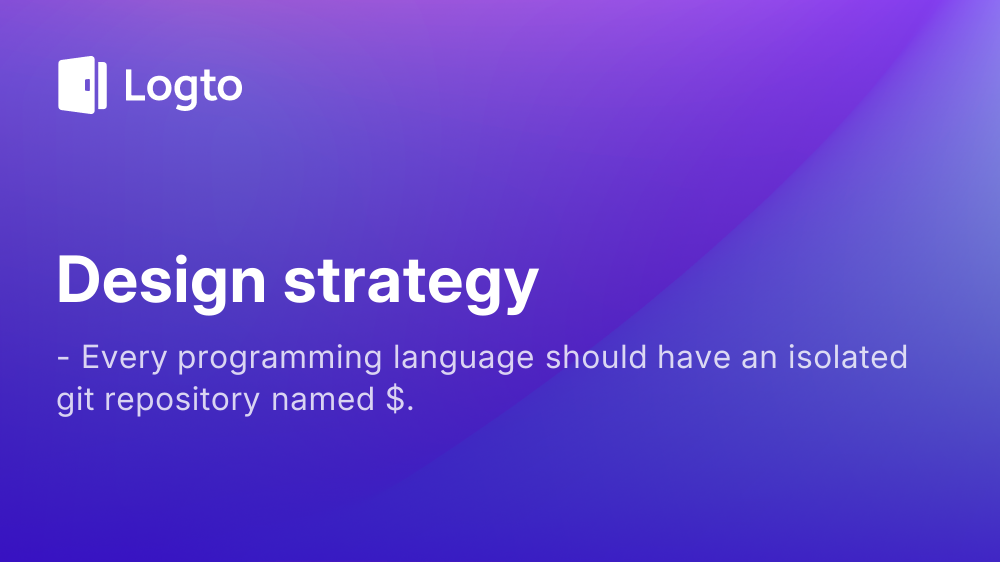 Logto
Design strategy
- Every programming language should have an isolated
git repository named $.